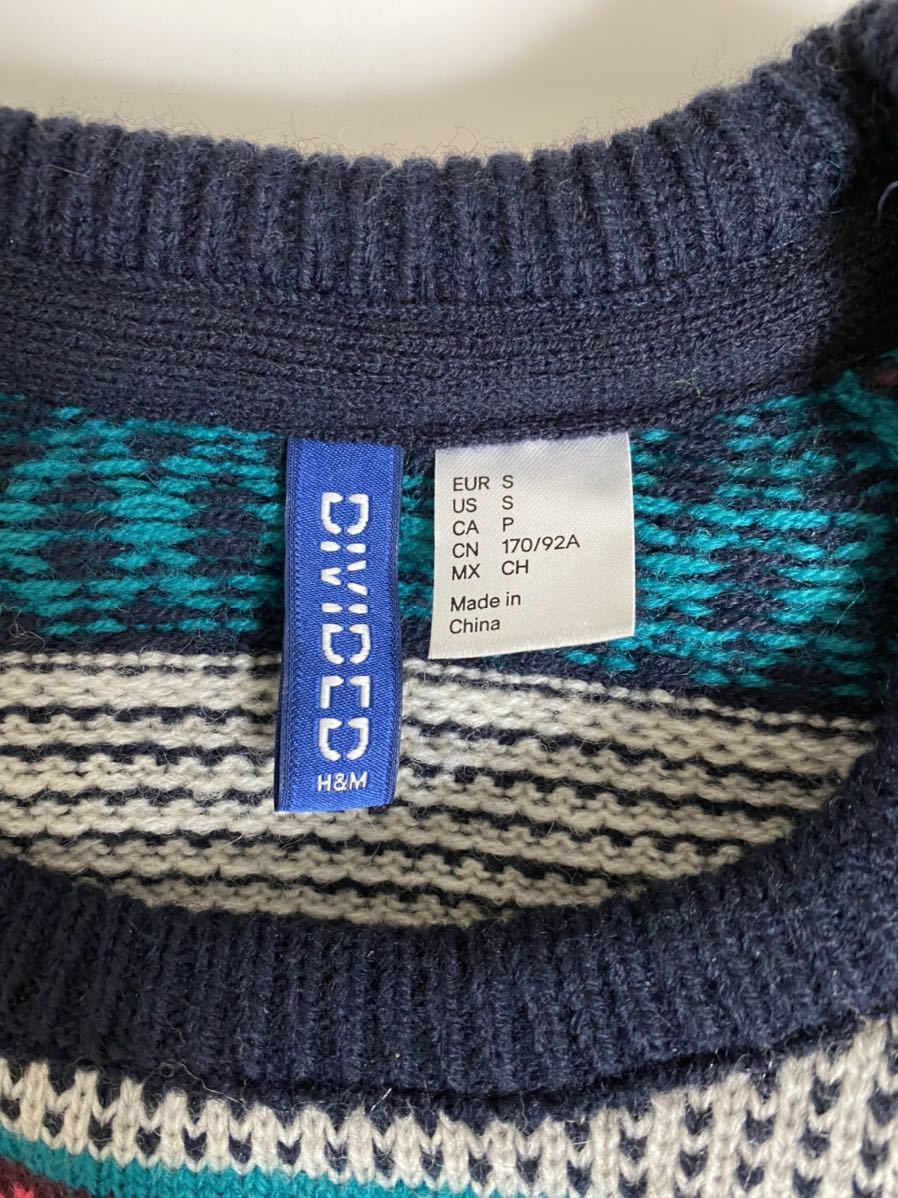 DIVIDED
H&M
EUR S
US S
CA P
CN 170/92A
MX CH
Made in
China